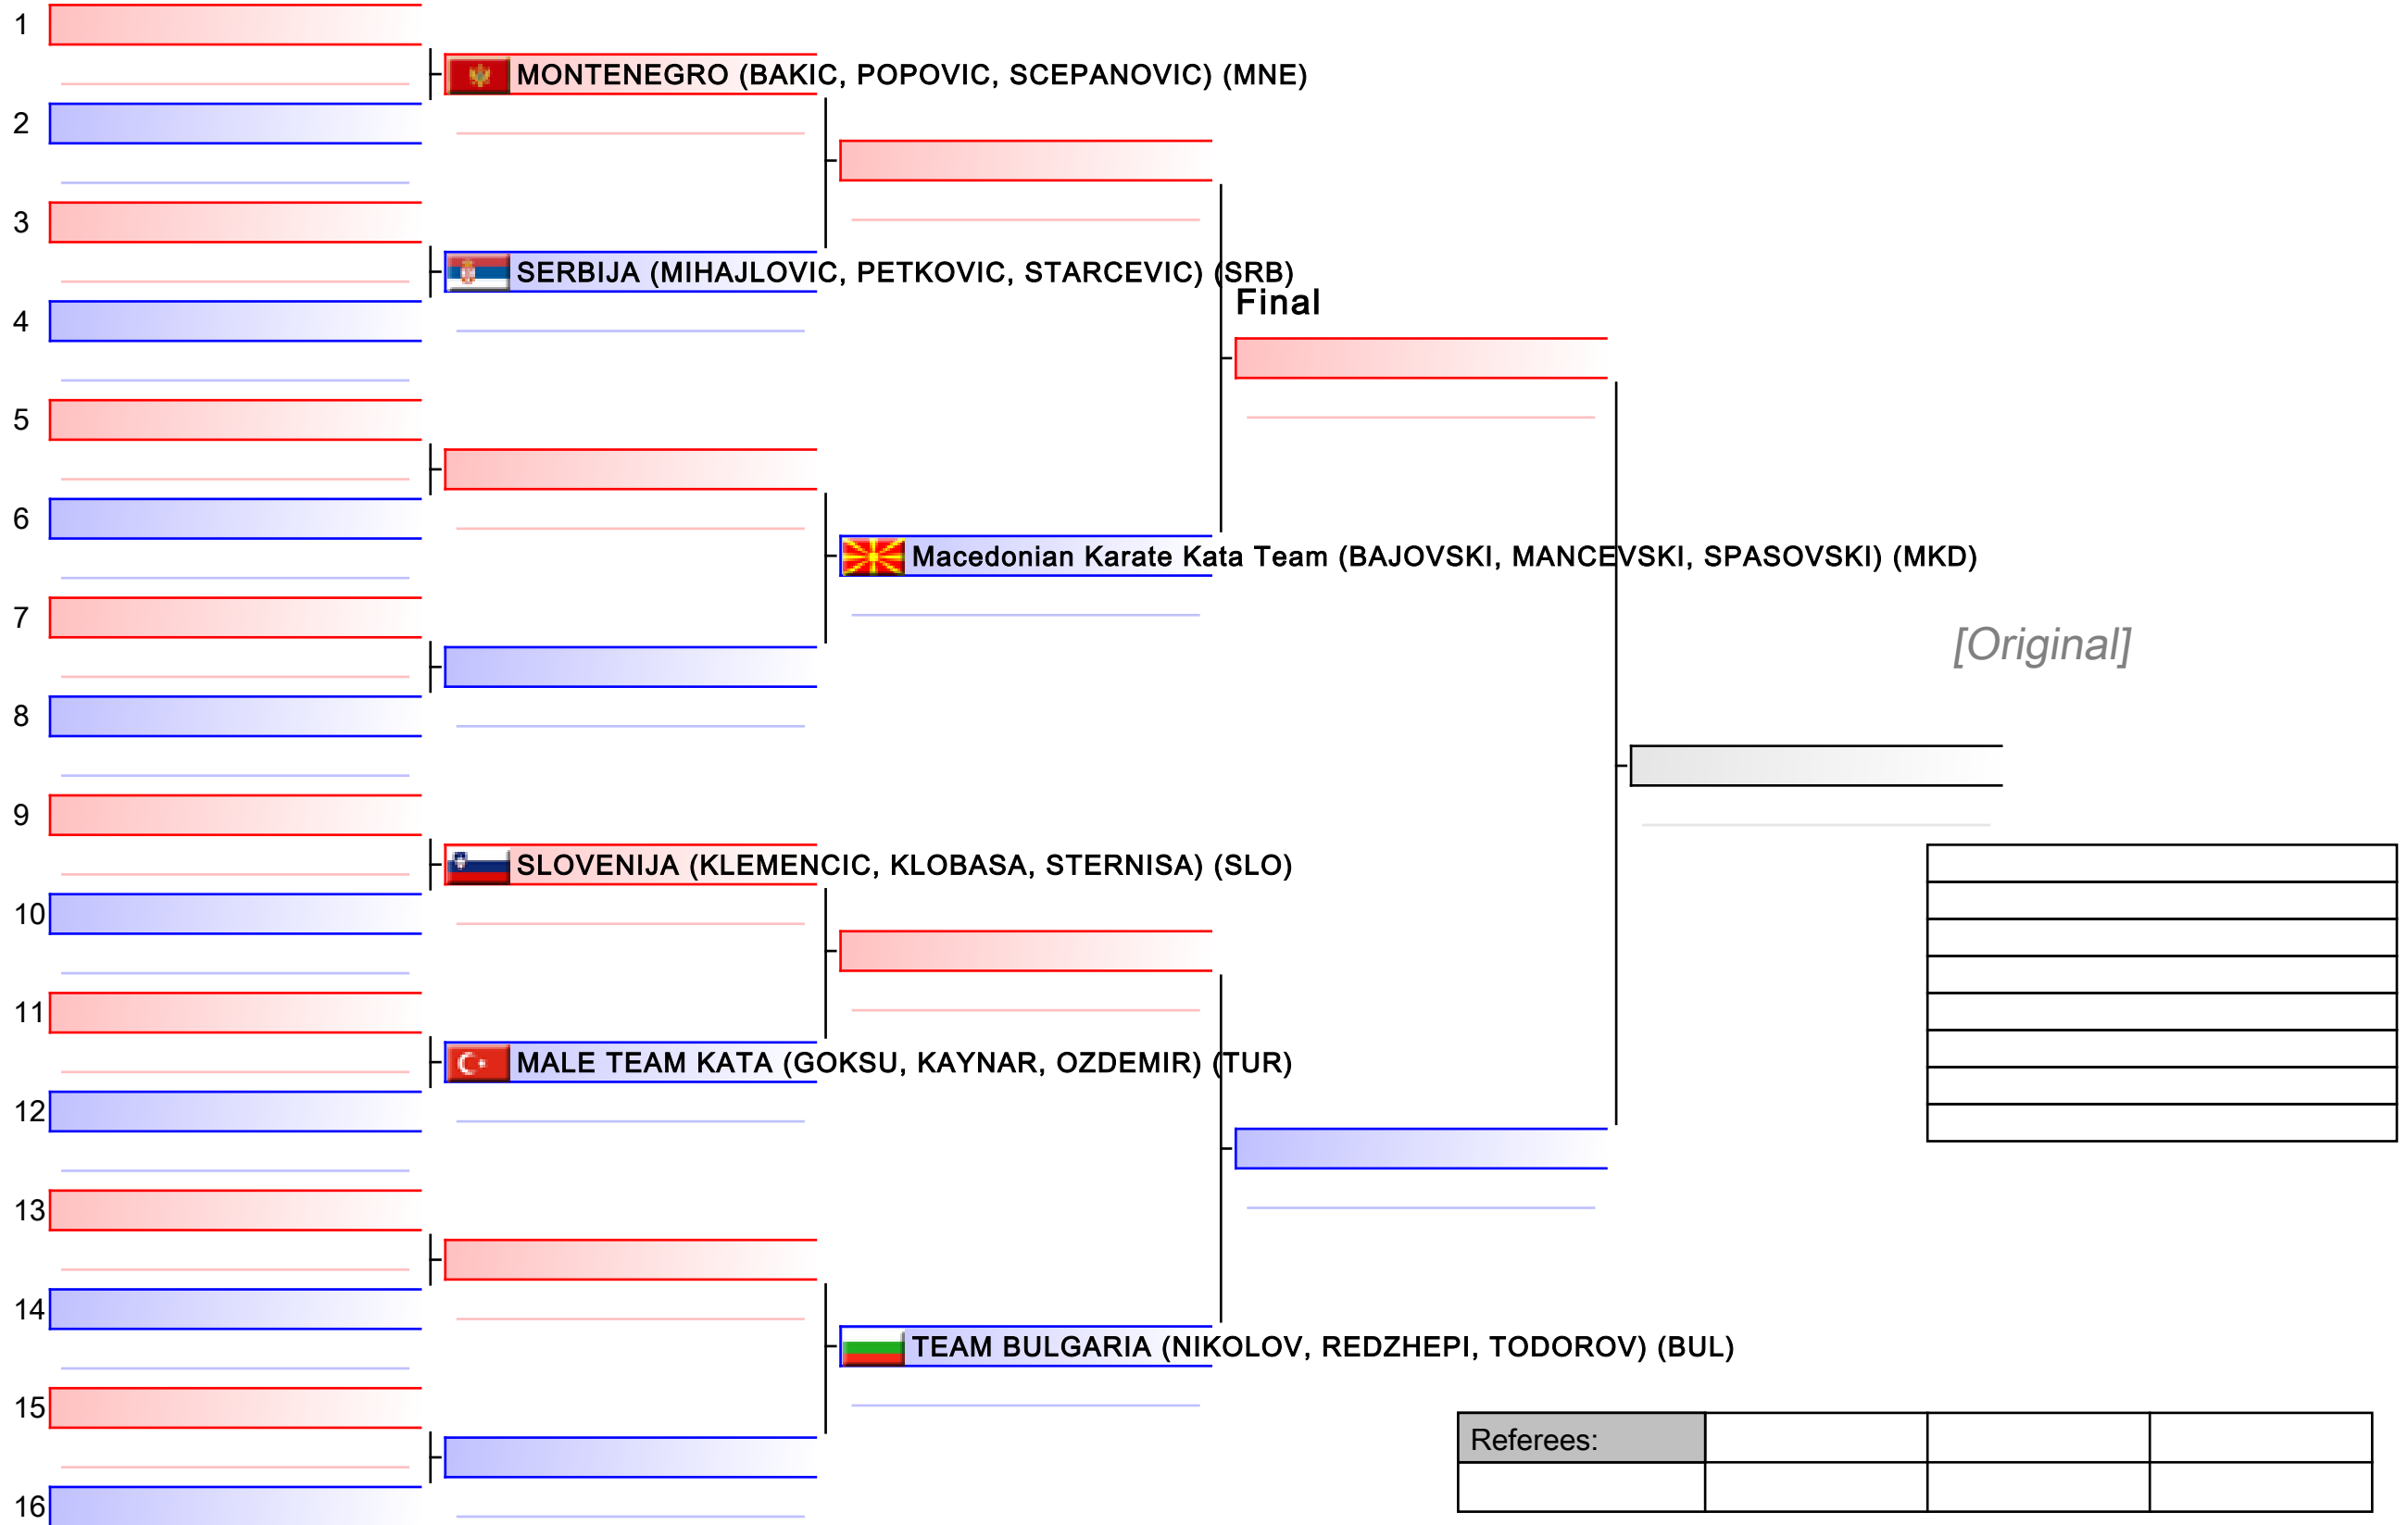 1
MONTENEGRO (BAKIC, POPOVIC, SCEPANOVIC) (MNE)
2
3
SERBIJA (MIHAJLOVIC, PETKOVIC, STARCEVIC) (SRB)
Final
4
5
6
Macedonian Karate Kata Team (BAJOVSKI, MANCEVSKI, SPASOVSKI) (MKD)
7
[Original]
8
9
SLOVENIJA (KLEMENCIC, KLOBASA, STERNISA) (SLO)
10
11
MALE TEAM KATA (GOKSU, KAYNAR, OZDEMIR) (TUR)
12
13
14
TEAM BULGARIA (NIKOLOV, REDZHEPI, TODOROV) (BUL)
15
Referees:
16